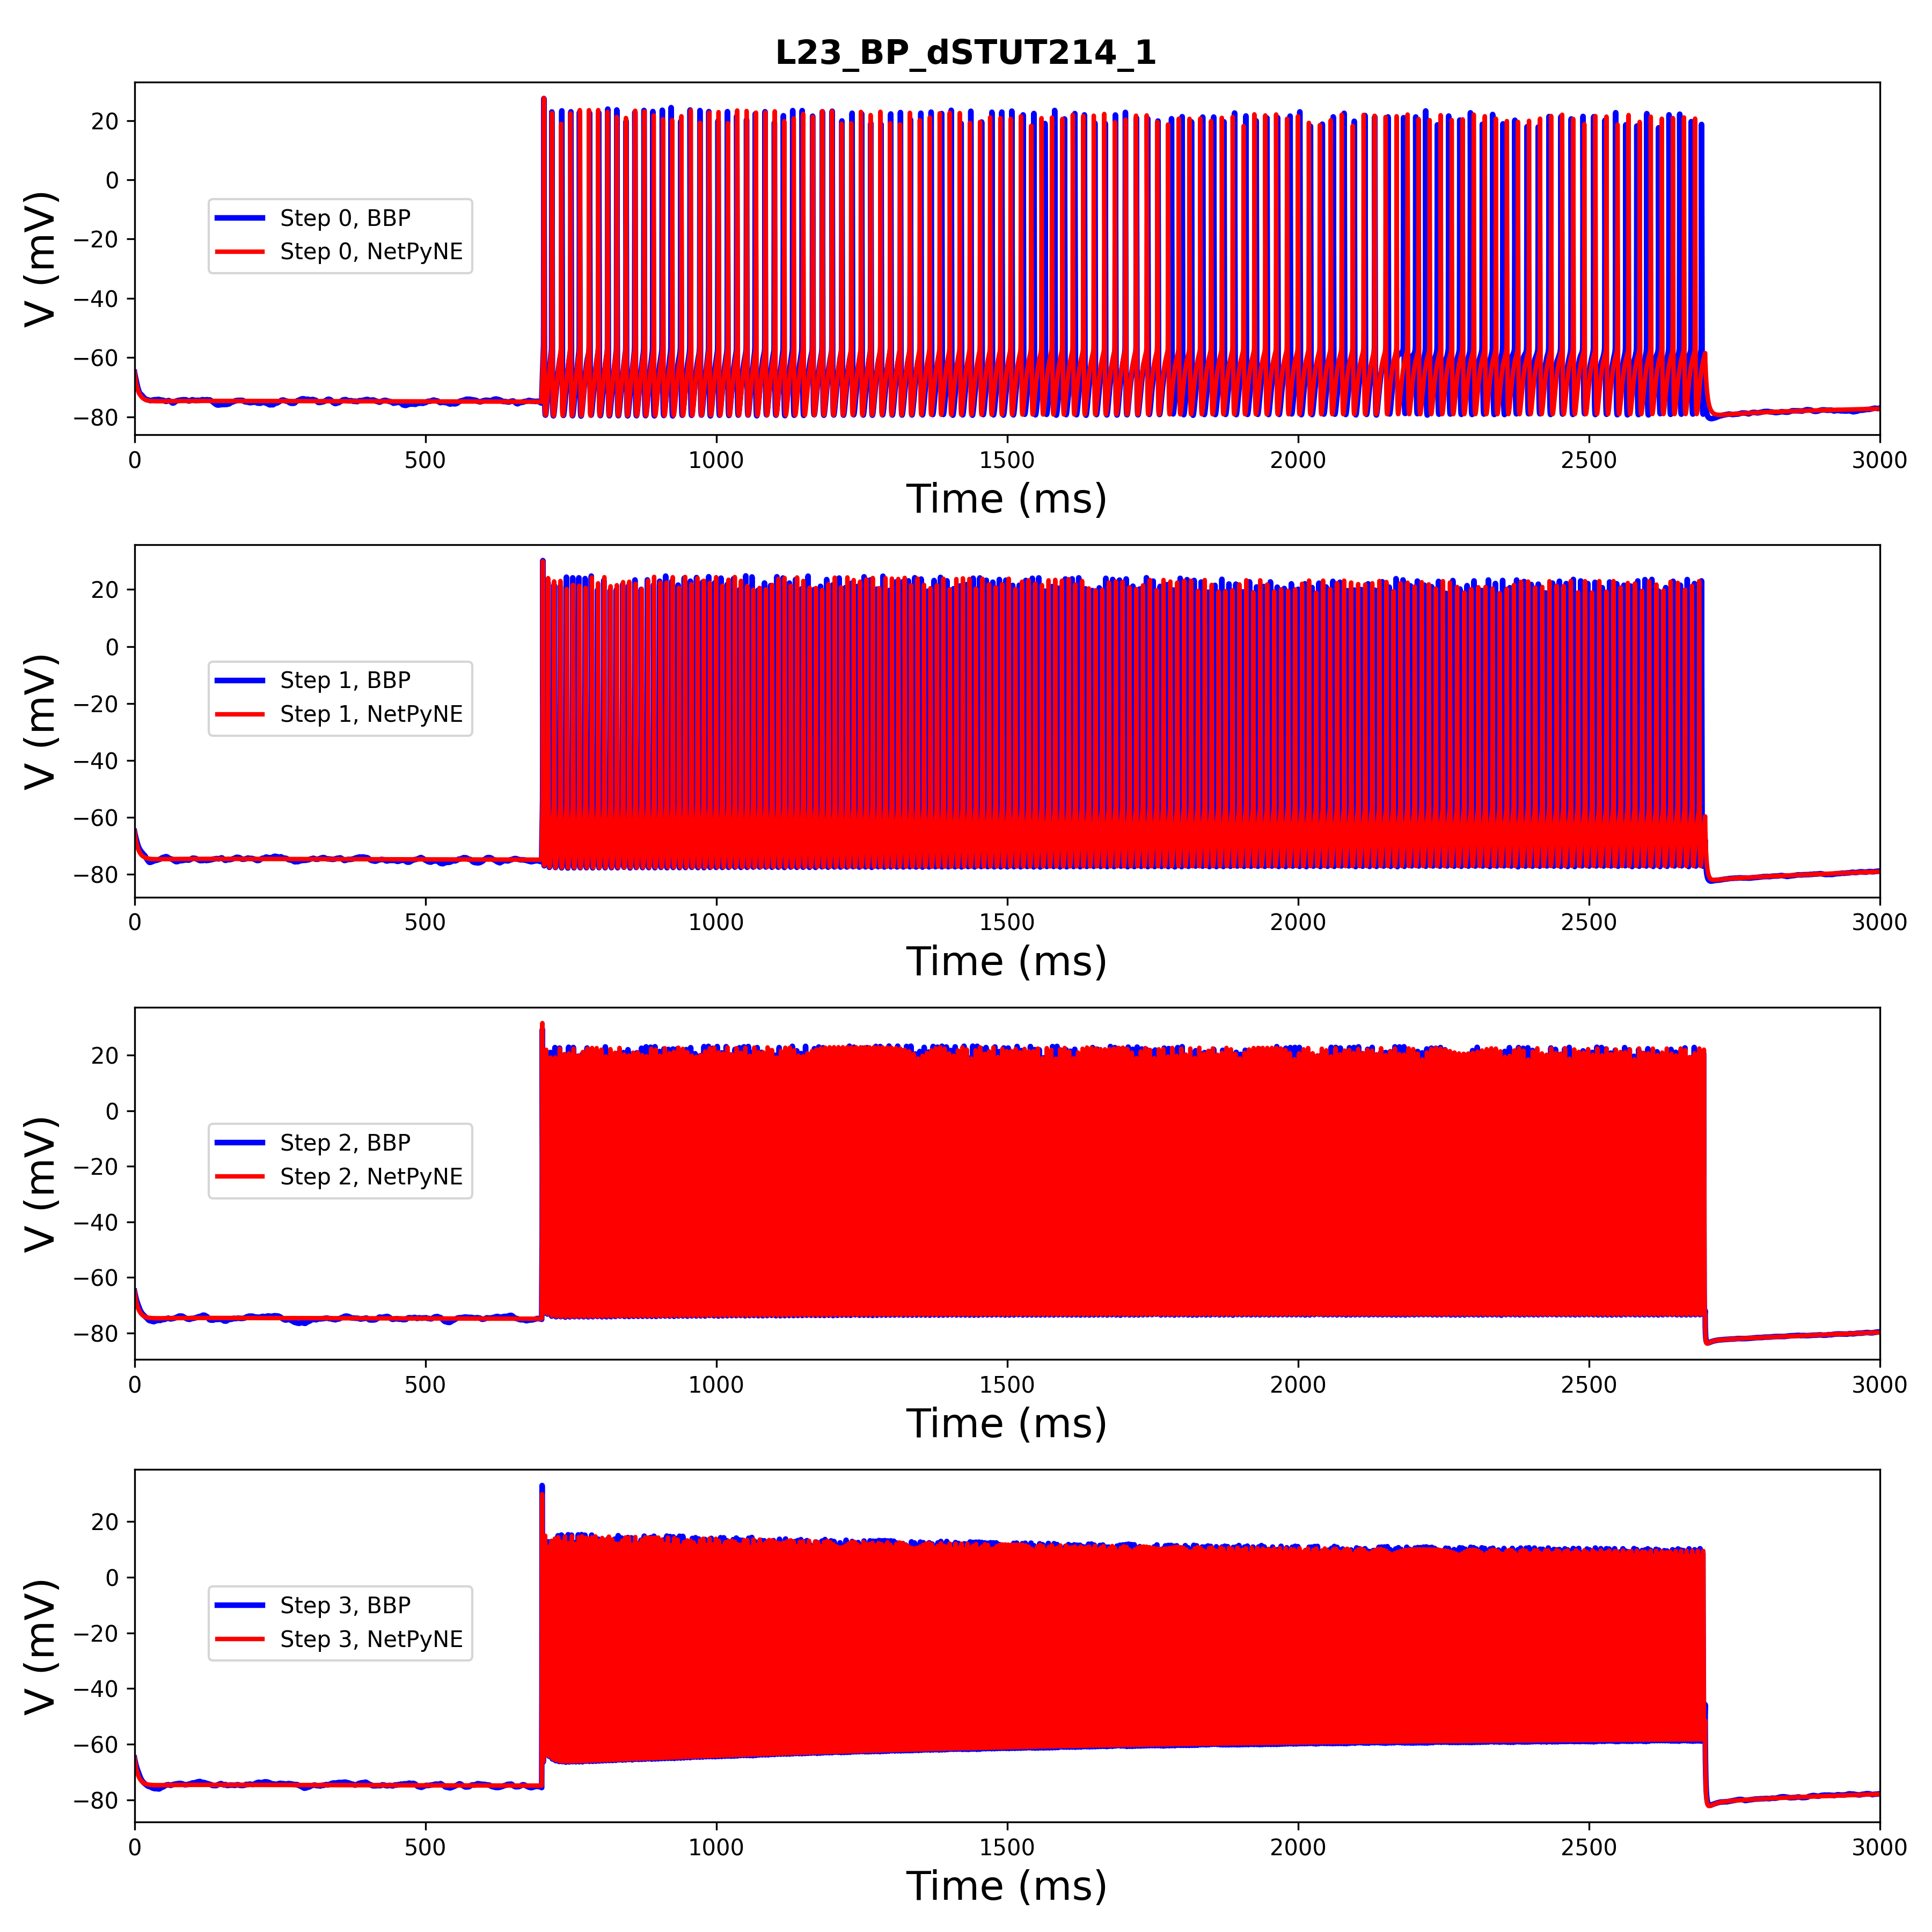 L23_BP_dSTUT214_1
V (mV)
20
0
−20
−40
−60
−80
Step 0, BBP
Step 0, NetPyNE
0 500 1000 1500 2000 2500 3000
Time (ms)
V (mV)
20
0
−20
−40
−60
−80
Step 1, BBP
Step 1, NetPyNE
0 500 1000 1500 2000 2500 3000
Time (ms)
V (mV)
20
0
−20
−40
−60
−80
Step 2, BBP
Step 2, NetPyNE
0 500 1000 1500 2000 2500 3000
Time (ms)
V (mV)
20
0
−20
−40
−60
−80
Step 3, BBP
Step 3, NetPyNE
0 500 1000 1500 2000 2500 3000
Time (ms)